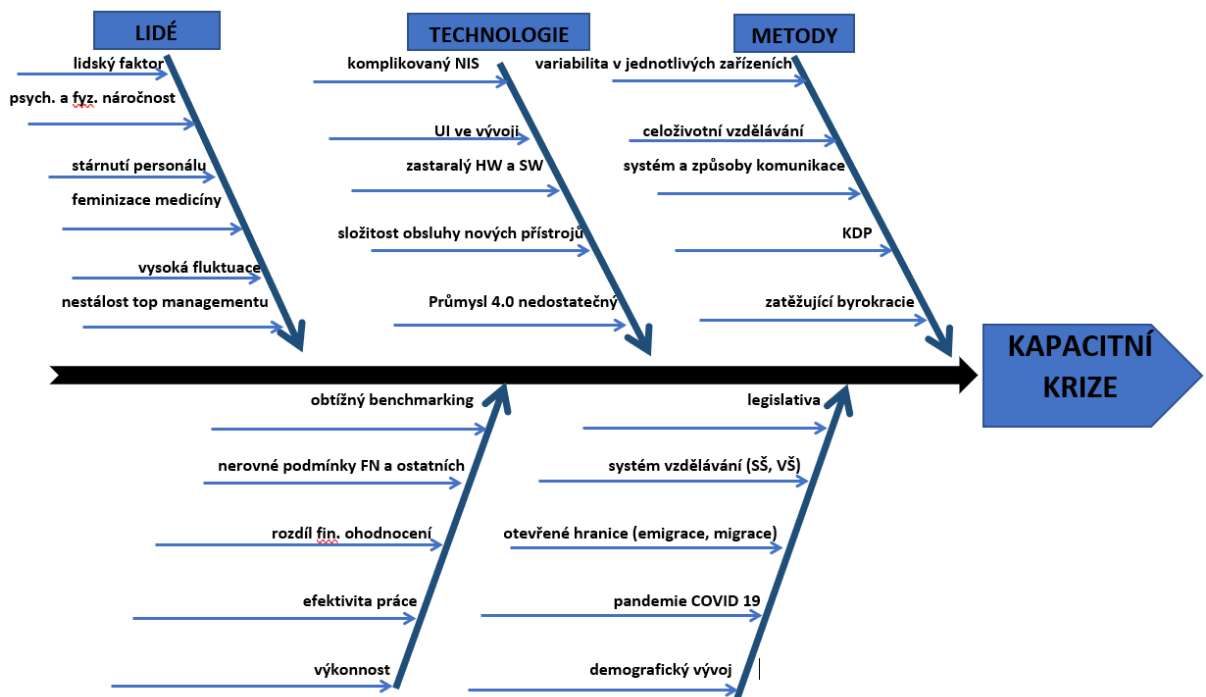 LIDÉ
lidský faktor
psych. a fyz. náročnost
stárnutí personálu
feminizace medicíny
vysoká fluktuace
nestálost top managementu
TECHNOLOGIE
komplikovaný NIS
UI ve vývoji
zastaralý HW a SW
složitost obsluhy nových přístrojů
Průmysl 4.0 nedostatečný
METODY
variabilita v jednotlivých zařízeních
celoživotní vzdělávání
systém a způsoby komunikace
KDP
zatěžující byrokracie
KAPACITNÍ
KRIZE
obtížný benchmarking
nerovné podmínky FN a ostatních
rozdíl fin. ohodnocení
efektivita práce
výkonnost
legislativa
systém vzdělávání (SŠ, VŠ)
otevřené hranice (emigrace, migrace)
pandemie COVID 19
demografický vývoj